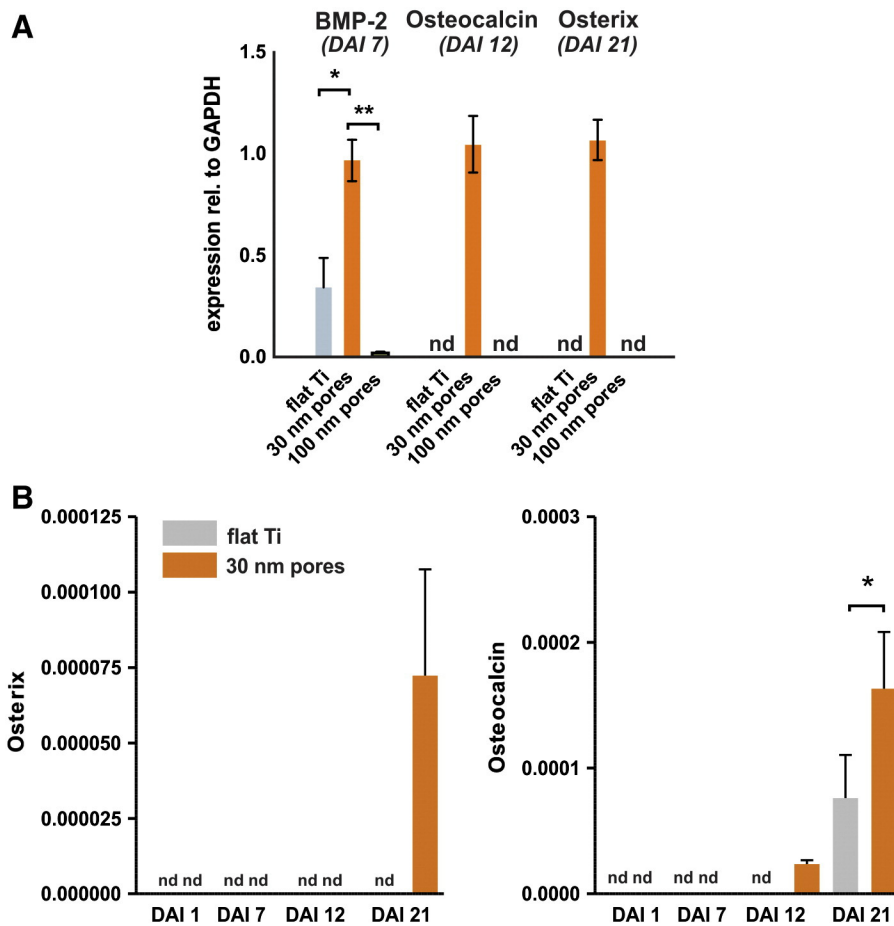 A
BMP-2 Osteocalcin Osterix
(DAI 7) (DAI 12) (DAI 21)
expression rel. to GAPDH
1.5
1.0
0.5
0.0
*
**
nd nd nd nd
flat Ti
30 nm pores
100 nm pores
flat Ti
30 nm pores
100 nm pores
flat Ti
30 nm pores
100 nm pores
B
Osterix
0.000125
0.000100
0.000075
0.000050
0.000025
0.000000
flat Ti
30 nm pores
nd nd nd nd nd nd nd
DAI 1 DAI 7 DAI 12 DAI 21
Osteocalcin
0.0003
0.0002
0.0001
0.0000
*
nd nd nd nd nd
DAI 1 DAI 7 DAI 12 DAI 21